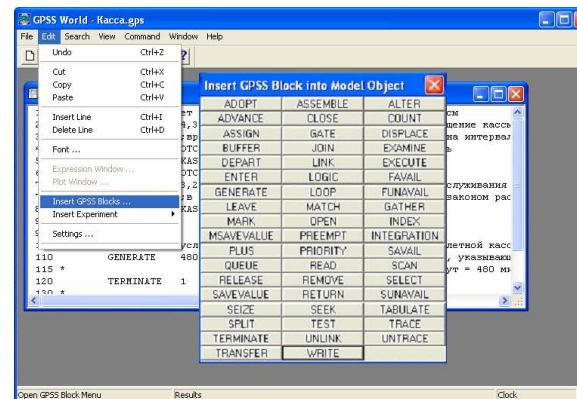 GPSS World - Касса.gps
File Edit Search View Command Window Help
Undo Ctrl+Z
Cut Ctrl+X
Copy Ctrl+C
Paste Ctrl+V
Insert Line Ctrl+I
Delete Line Ctrl+D
Font ...
Expression Window ...
Plot Window ...
Insert GPSS Blocks ...
Insert Experiment
Settings ...
Insert GPSS Block into Model Object
ADOPT ASSEMBLE ALTER
ADVANCE CLOSE COUNT
ASSIGN GATE DISPLACE
BUFFER JOIN EXAMINE
DEPART LINK EXECUTE
ENTER LOGIC FAVAIL
GENERATE LOOP FUNAVAIL
LEAVE MATCH GATHER
MARK OPEN INDEX
MSAVEVALUE PREEMPT INTEGRATION
PLUS PRIORITY SAVAIL
QUEUE READ SCAN
RELEASE REMOVE SELECT
SAVEVALUE RETURN SUNAVAIL
SEIZE SEEK TABULATE
SPLIT TEST TRACE
TERMINATE UNLINK UNTRACE
TRANSFER WRITE
110 GENERATE 480
115 *
120 TERMINATE 1
130 *
Open GPSS Block Menu Results Clock